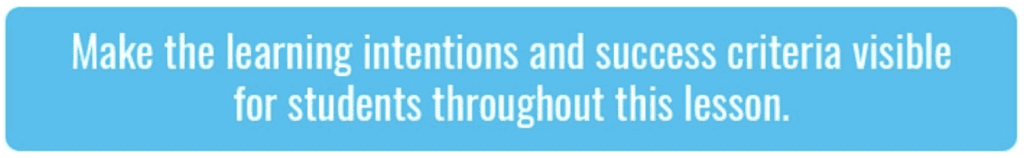 Make the learning intentions and success criteria visible
for students throughout this lesson.